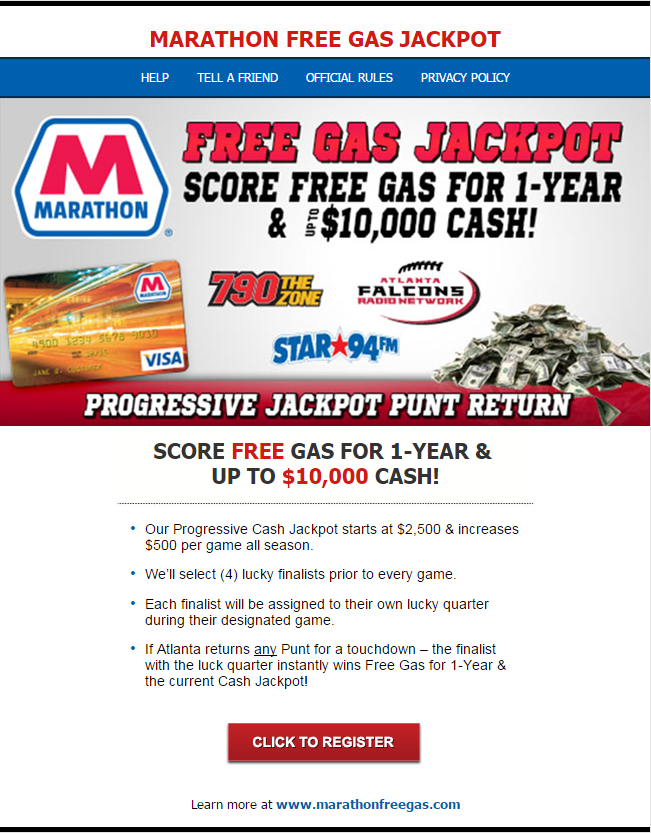 MARATHON FREE GAS JACKPOT
HELP TELL A FRIEND OFFICIAL RULES PRIVACY POLICY
M
MARATHON
®
FREE GAS JACKPOT
SCORE FREE GAS FOR 1-YEAR
& UP TO $10,000 CASH!
M
MARATHON
4900 1234 5678 9030
VISA
JANE D. CUSTOMER
790 THE ZONE
ATLANTA
FALCONS
RADIO NETWORK
STAR 94FM
PROGRESSIVE JACKPOT PUNT RETURN
SCORE FREE GAS FOR 1-YEAR &
UP TO $10,000 CASH!
• Our Progressive Cash Jackpot starts at $2,500 & increases
$500 per game all season.
• We'll select (4) lucky finalists prior to every game.
• Each finalist will be assigned to their own lucky quarter
during their designated game.
• If Atlanta returns any Punt for a touchdown – the finalist
with the luck quarter instantly wins Free Gas for 1-Year &
the current Cash Jackpot!
CLICK TO REGISTER
Learn more at www.marathonfreegas.com